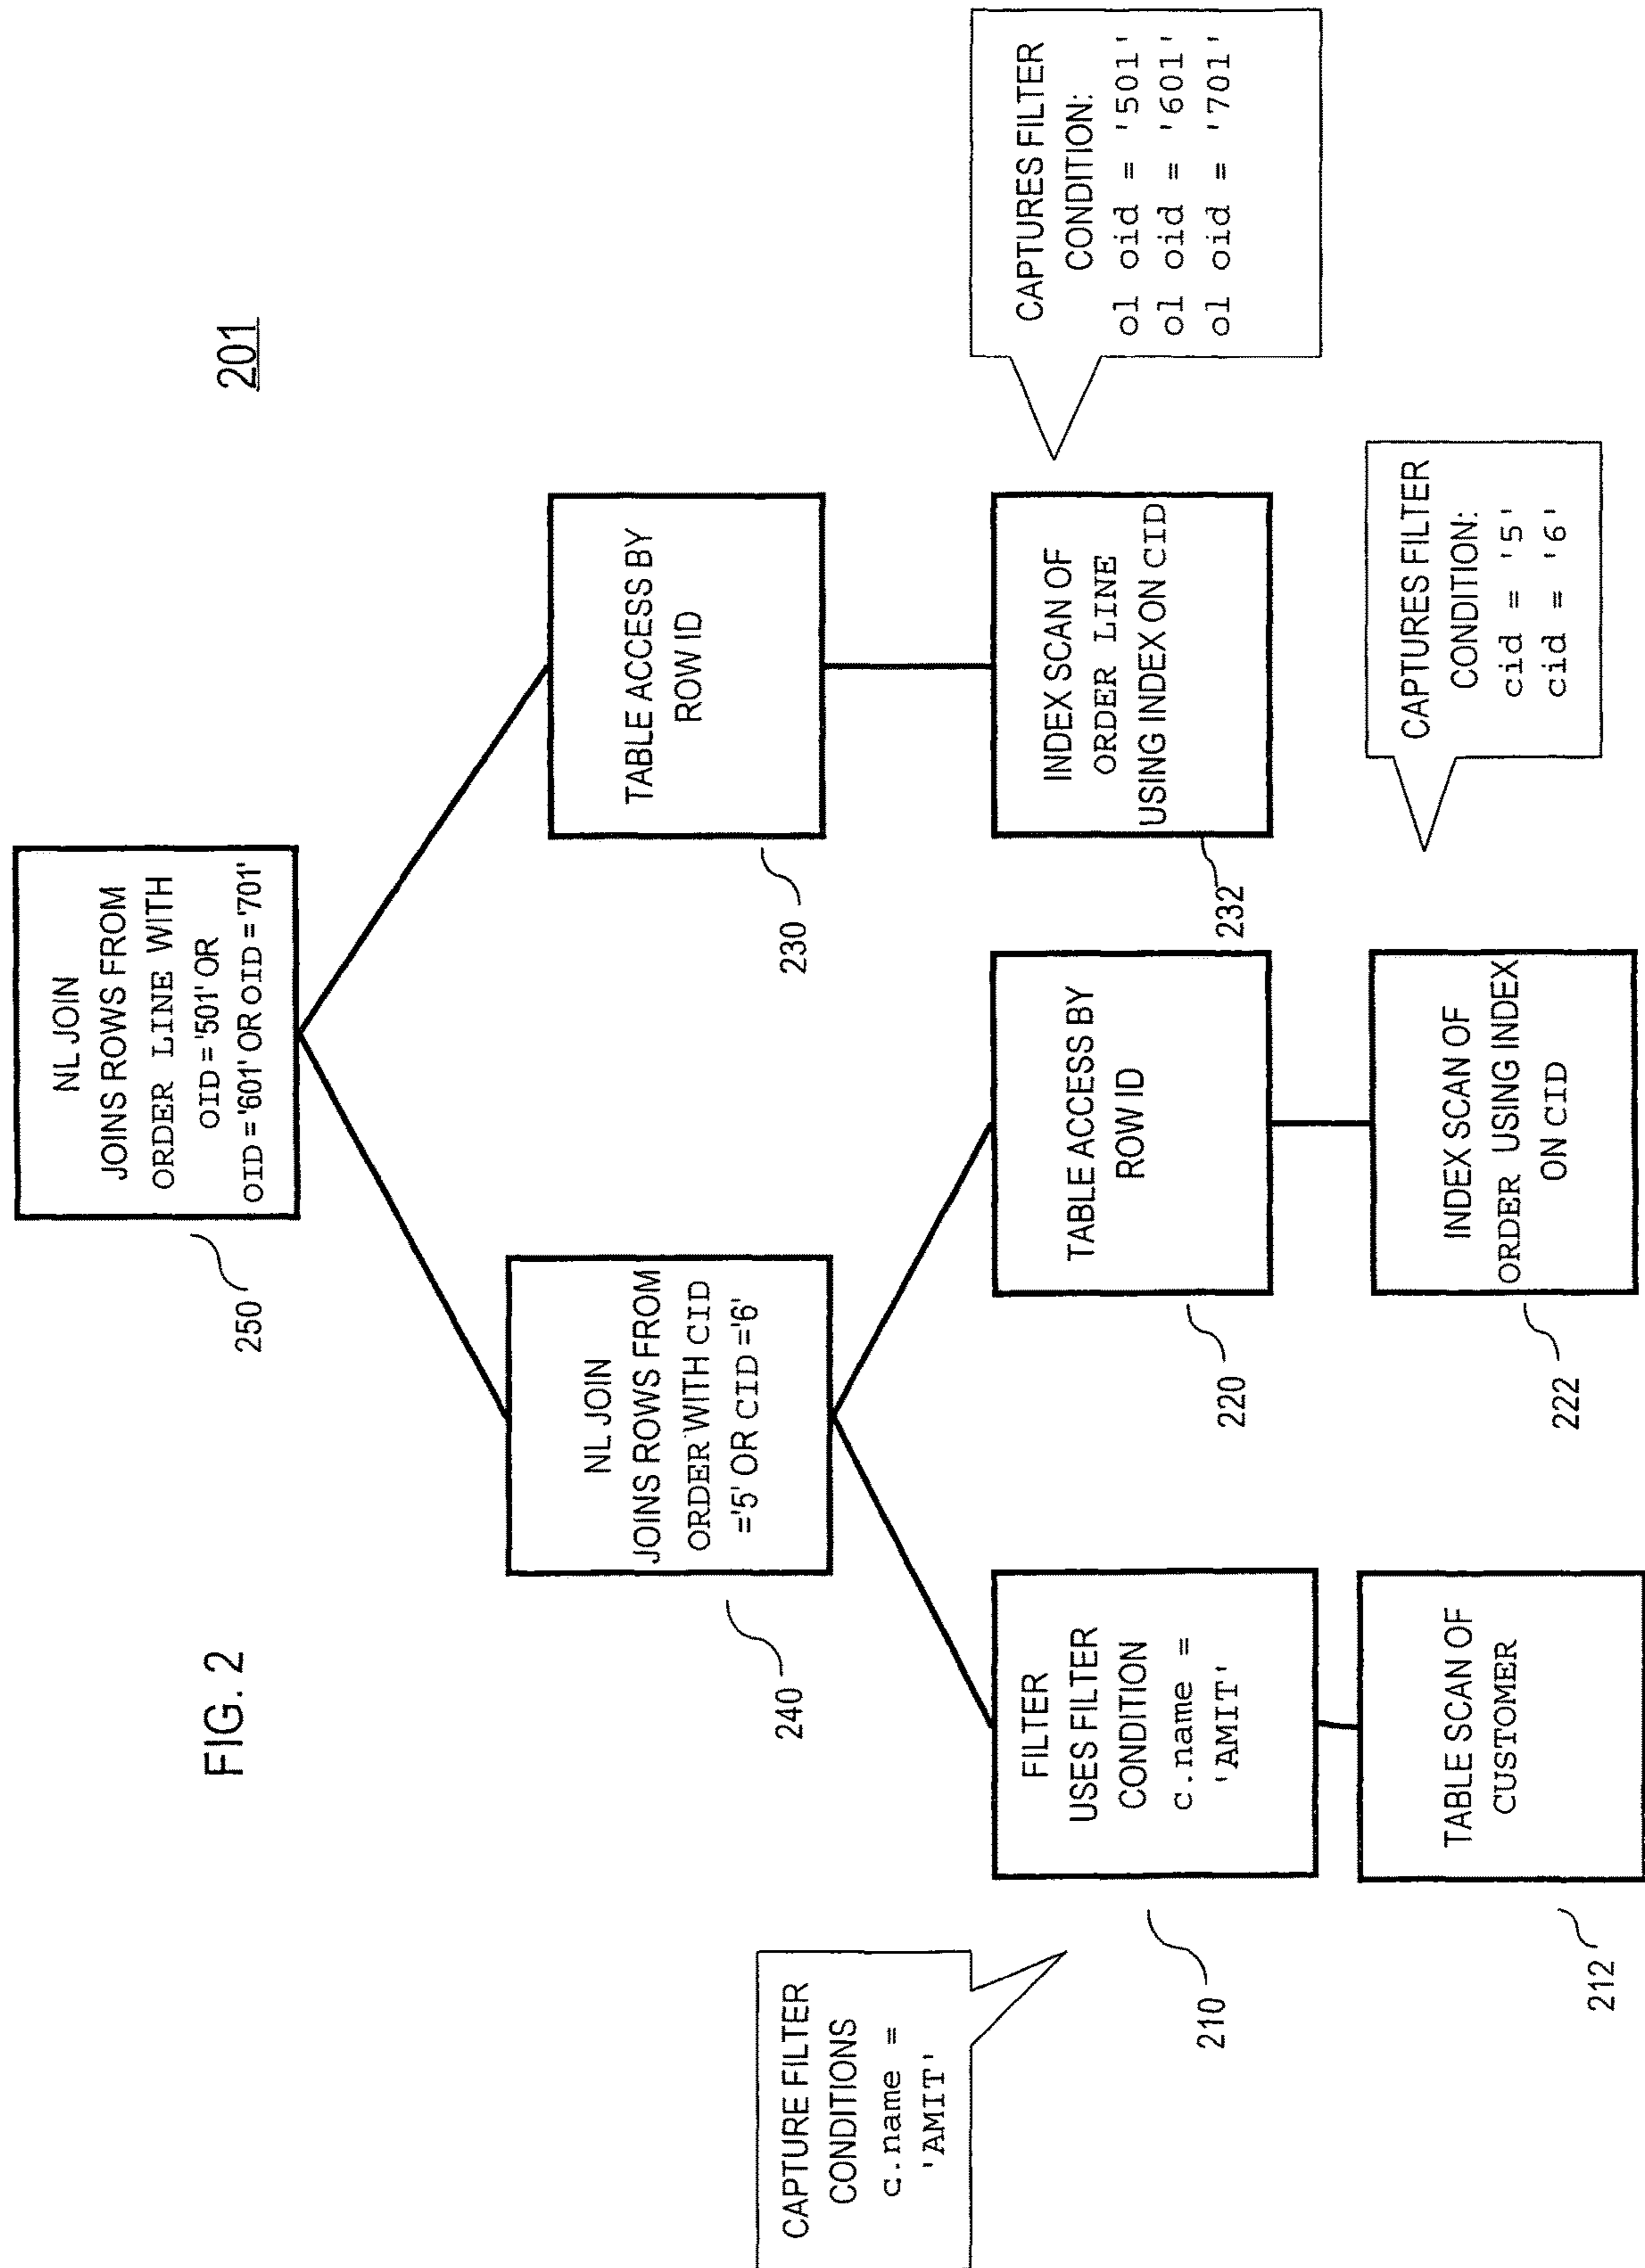 FIG. 2
201
NL JOIN
JOINS ROWS FROM
ORDER LINE WITH
OID = '501' OR
OID = '601' OR OID = '701'
250
NL JOIN
JOINS ROWS FROM
ORDER WITH CID
='5' OR CID ='6'
240
TABLE ACCESS BY
ROW ID
230
CAPTURE FILTER
CONDITIONS
c.name =
'AMIT'
FILTER
USES FILTER
CONDITION
c.name =
'AMIT'
210
TABLE ACCESS BY
ROW ID
220
INDEX SCAN OF
ORDER LINE
USING INDEX ON CID
232
CAPTURES FILTER
CONDITION:
ol oid = '501'
ol oid = '601'
ol oid = '701'
TABLE SCAN OF
CUSTOMER
212
INDEX SCAN OF
ORDER USING INDEX
ON CID
222
CAPTURES FILTER
CONDITION:
cid = '5'
cid = '6'